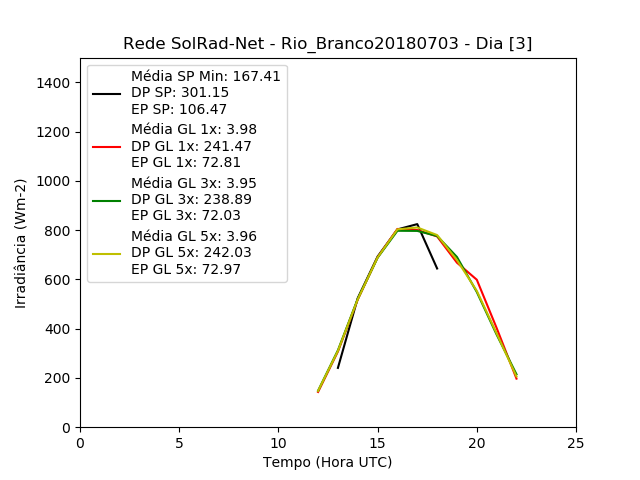 Rede SolRad-Net - Rio_Branco20180703 - Dia [3]
Média SP Min: 167.41
DP SP: 301.15
EP SP: 106.47
Média GL 1x: 3.98
DP GL 1x: 241.47
EP GL 1x: 72.81
Média GL 3x: 3.95
DP GL 3x: 238.89
EP GL 3x: 72.03
Média GL 5x: 3.96
DP GL 5x: 242.03
EP GL 5x: 72.97
Irradiância (Wm-2)
1400
1200
1000
800
600
400
200
0
0 5 10 15 20 25
Tempo (Hora UTC)